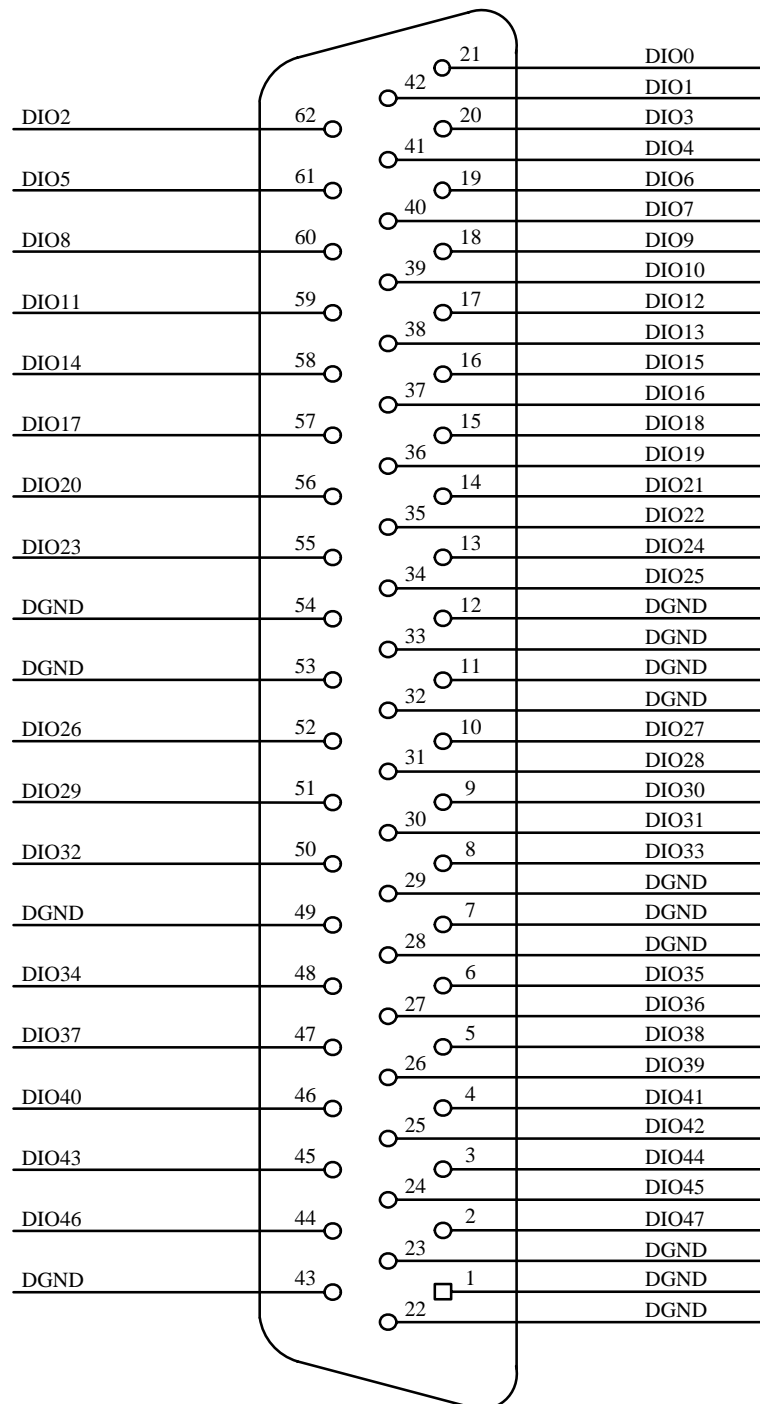 21 DIO0
42 DIO1
DIO2 62 20 DIO3
41 DIO4
DIO5 61 19 DIO6
40 DIO7
DIO8 60 18 DIO9
39 DIO10
DIO11 59 17 DIO12
38 DIO13
DIO14 58 16 DIO15
37 DIO16
DIO17 57 15 DIO18
36 DIO19
DIO20 56 14 DIO21
35 DIO22
DIO23 55 13 DIO24
34 DIO25
DGND 54 12 DGND
33 DGND
DGND 53 11 DGND
32 DGND
DIO26 52 10 DIO27
31 DIO28
DIO29 51 9 DIO30
30 DIO31
DIO32 50 8 DIO33
29 DGND
DGND 49 7 DGND
28 DGND
DIO34 48 6 DIO35
27 DIO36
DIO37 47 5 DIO38
26 DIO39
DIO40 46 4 DIO41
25 DIO42
DIO43 45 3 DIO44
24 DIO45
DIO46 44 2 DIO47
23 DGND
DGND 43 1 DGND
22 DGND